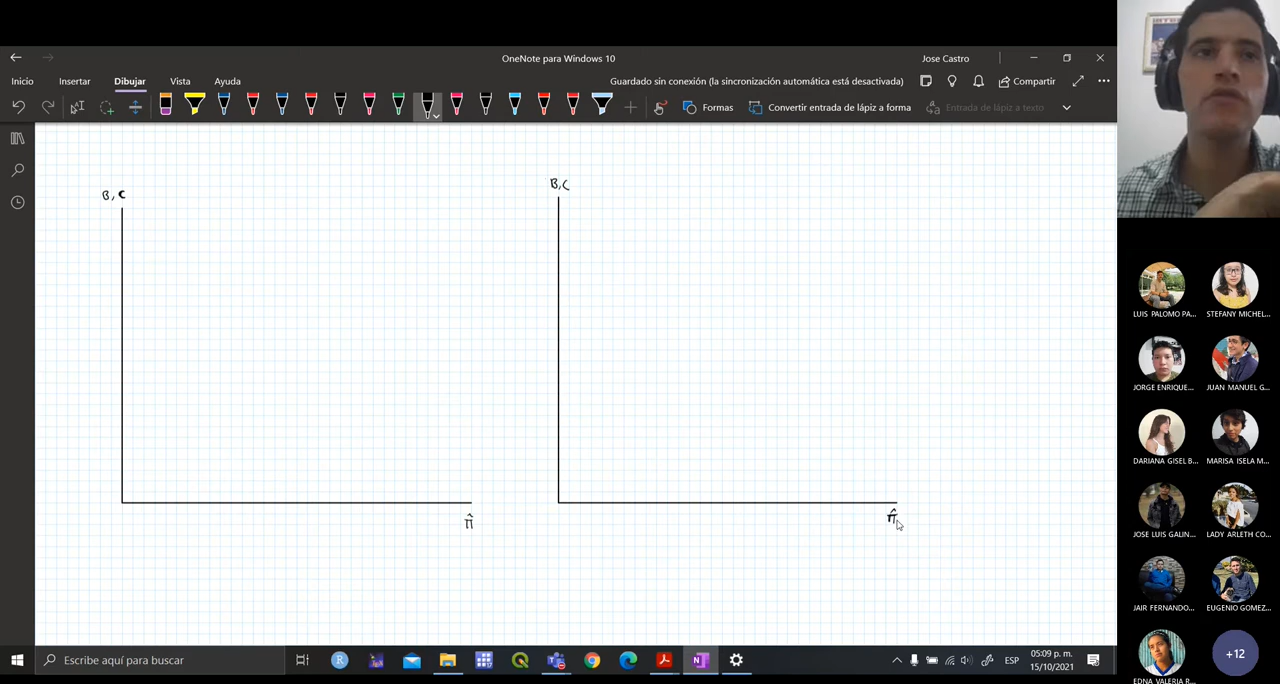 OneNote para Windows 10
Jose Castro
Inicio
Insertar
Dibujar
Vista
Ayuda
Guardado sin conexión (la sincronización automática está desactivada)
Compartir
Formas
Convertir entrada de lápiz a forma
Entrada de lápiz a texto
B, C
B,C
π̂
π̂
LUIS PALOMO PA...
STEFANY MICHEL...
JORGE ENRIQUE...
JUAN MANUEL G...
DARIANA GISEL B...
MARISA ISELA M...
JOSE LUIS GALIN...
LADY ARLETH CO...
JAIR FERNANDO...
EUGENIO GOMEZ...
EDNA VALERIA R...
+12
Escribe aquí para buscar
ESP
05:09 p. m.
15/10/2021